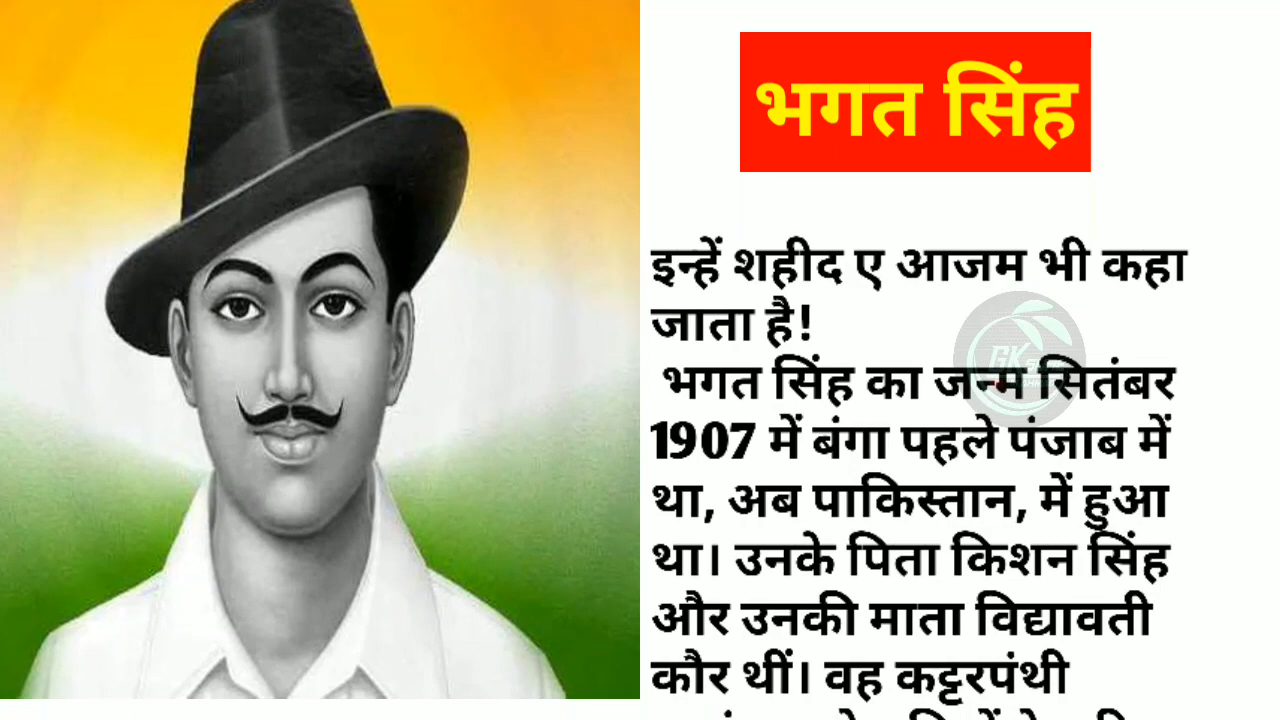 भगत सिंह
इन्हें शहीद ए आजम भी कहा
जाता है!
भगत सिंह का जन्म सितंबर
1907 में बंगा पहले पंजाब में
था, अब पाकिस्तान, में हुआ
था। उनके पिता किशन सिंह
और उनकी माता विद्यावती
कौर थीं। वह कट्टरपंथी
GK